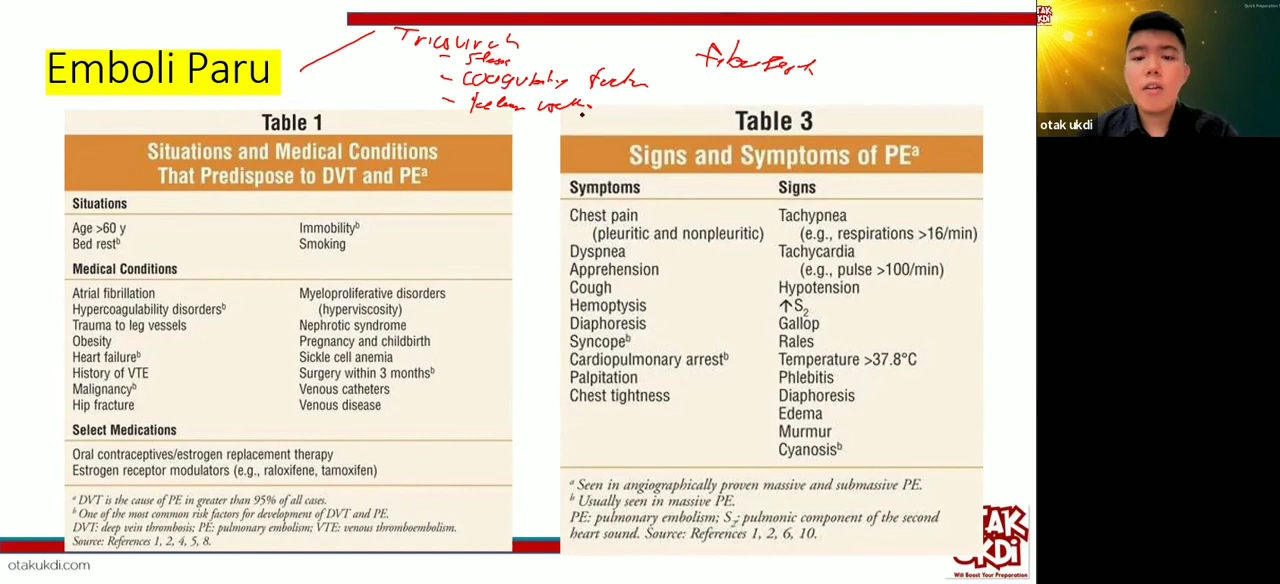 Emboli Paru
Table 1
Situations and Medical Conditions
That Predispose to DVT and PEᵃ
Situations
Age >60 y
Bed restᵇ
Immobilityᵇ
Smoking
Medical Conditions
Atrial fibrillation
Hypercoagulability disordersᵇ
Trauma to leg vessels
Obesity
Heart failureᵇ
History of VTE
Malignancyᵇ
Hip fracture
Myeloproliferative disorders
(hyperviscosity)
Nephrotic syndrome
Pregnancy and childbirth
Sickle cell anemia
Surgery within 3 monthsᵇ
Venous catheters
Venous disease
Select Medications
Oral contraceptives/estrogen replacement therapy
Estrogen receptor modulators (e.g., raloxifene, tamoxifen)
ᵃ DVT is the cause of PE in greater than 95% of all cases.
ᵇ One of the most common risk factors for development of DVT and PE.
DVT: deep vein thrombosis; PE: pulmonary embolism; VTE: venous thromboembolism.
Source: References 1, 2, 4, 5, 8.
Table 3
Signs and Symptoms of PEᵃ
Symptoms
Chest pain
(pleuritic and nonpleuritic)
Dyspnea
Apprehension
Cough
Hemoptysis
Diaphoresis
Syncopeᵇ
Cardiopulmonary arrestᵇ
Palpitation
Chest tightness
Signs
Tachypnea
(e.g., respirations >16/min)
Tachycardia
(e.g., pulse >100/min)
Hypotension
↑S₂
Gallop
Rales
Temperature >37.8°C
Phlebitis
Diaphoresis
Edema
Murmur
Cyanosisᵇ
ᵃ Seen in angiographically proven massive and submassive PE.
ᵇ Usually seen in massive PE.
PE: pulmonary embolism; S₂: pulmonic component of the second
heart sound. Source: References 1, 2, 6, 10.
otak ukdi
otakukdi.com
Will Boost Your Preparation